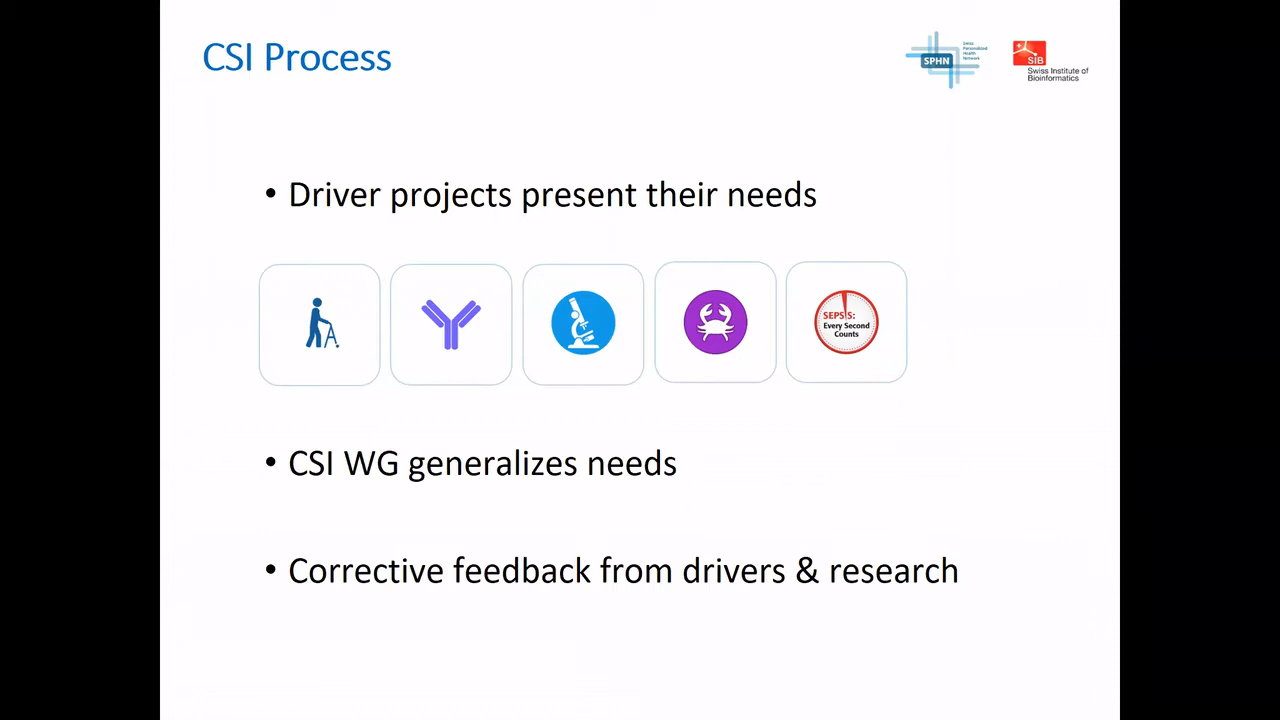 CSI Process
SPHN
Swiss
Personalized
Health
Network
SIB
Swiss Institute of
Bioinformatics
• Driver projects present their needs
SEPSIS:
Every Second
Counts
• CSI WG generalizes needs
• Corrective feedback from drivers & research